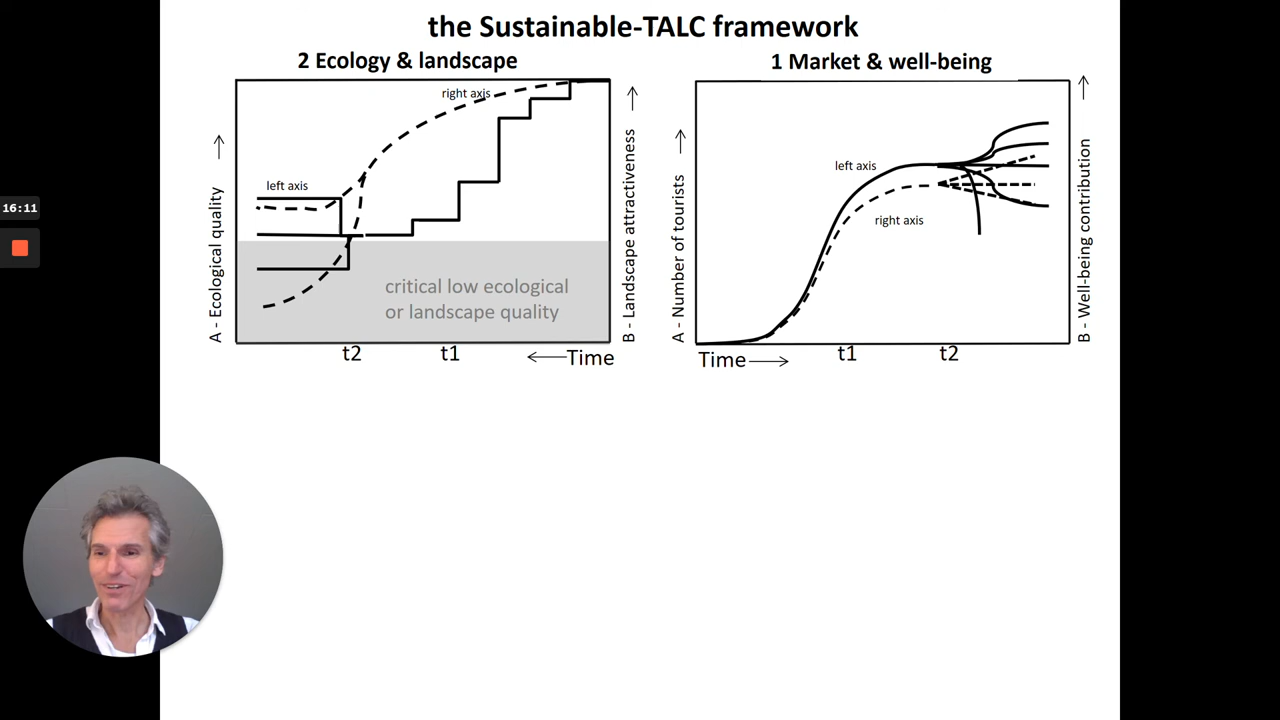 the Sustainable-TALC framework
2 Ecology & landscape
right axis
left axis
A - Ecological quality
B - Landscape attractiveness
critical low ecological
or landscape quality
t2
t1
Time
1 Market & well-being
left axis
right axis
A - Number of tourists
B - Well-being contribution
Time
t1
t2
16:11